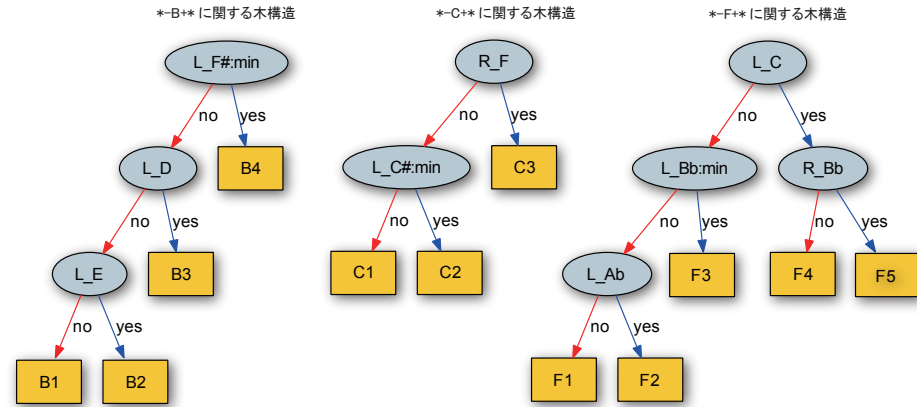 *-B+* に関する木構造
L_F#:min
no
yes
L_D
B4
no
yes
L_E
B3
no
yes
B1
B2
*-C+* に関する木構造
R_F
no
yes
L_C#:min
C3
no
yes
C1
C2
*-F+* に関する木構造
L_C
no
yes
L_Bb:min
R_Bb
no
yes
no
yes
L_Ab
F3
F4
F5
no
yes
F1
F2